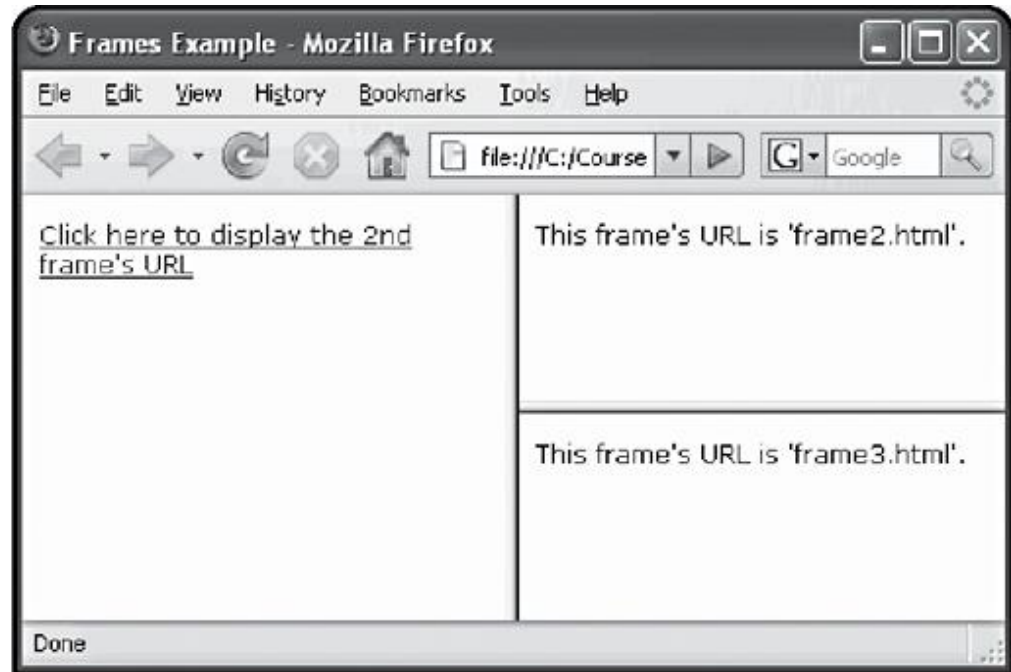 Frames Example - Mozilla Firefox
File Edit View History Bookmarks Tools Help
file:///C:/Course G Google
Click here to display the 2nd
frame's URL
This frame's URL is 'frame2.html'.
This frame's URL is 'frame3.html'.
Done